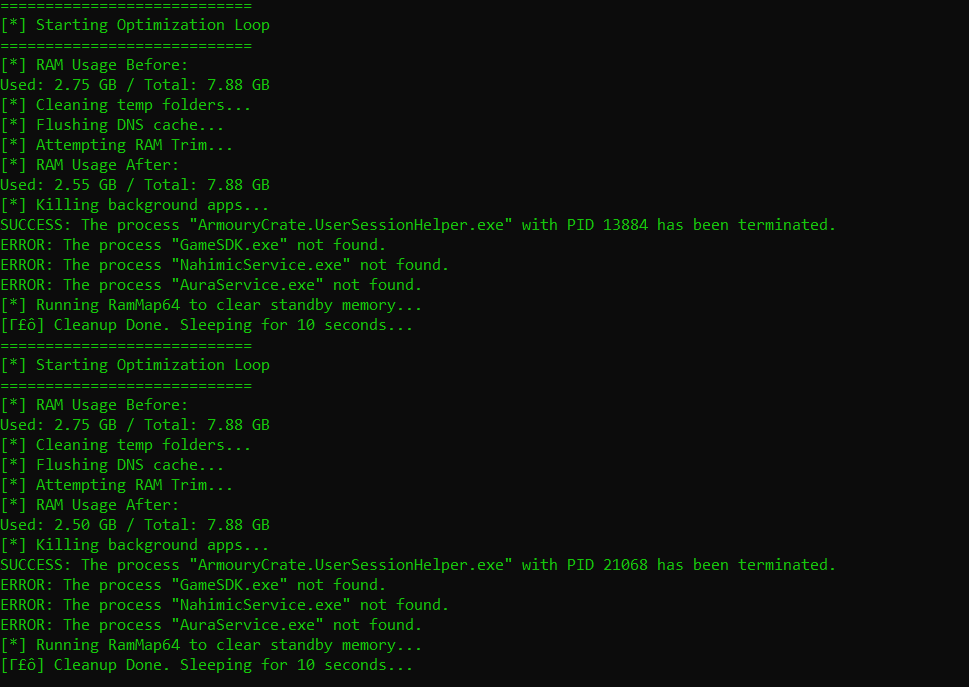 ============================
[*] Starting Optimization Loop
============================
[*] RAM Usage Before:
Used: 2.75 GB / Total: 7.88 GB
[*] Cleaning temp folders...
[*] Flushing DNS cache...
[*] Attempting RAM Trim...
[*] RAM Usage After:
Used: 2.55 GB / Total: 7.88 GB
[*] Killing background apps...
SUCCESS: The process "ArmouryCrate.UserSessionHelper.exe" with PID 13884 has been terminated.
ERROR: The process "GameSDK.exe" not found.
ERROR: The process "NahimicService.exe" not found.
ERROR: The process "AuraService.exe" not found.
[*] Running RamMap64 to clear standby memory...
[Γ£ô] Cleanup Done. Sleeping for 10 seconds...
============================
[*] Starting Optimization Loop
============================
[*] RAM Usage Before:
Used: 2.75 GB / Total: 7.88 GB
[*] Cleaning temp folders...
[*] Flushing DNS cache...
[*] Attempting RAM Trim...
[*] RAM Usage After:
Used: 2.50 GB / Total: 7.88 GB
[*] Killing background apps...
SUCCESS: The process "ArmouryCrate.UserSessionHelper.exe" with PID 21068 has been terminated.
ERROR: The process "GameSDK.exe" not found.
ERROR: The process "NahimicService.exe" not found.
ERROR: The process "AuraService.exe" not found.
[*] Running RamMap64 to clear standby memory...
[Γ£ô] Cleanup Done. Sleeping for 10 seconds...